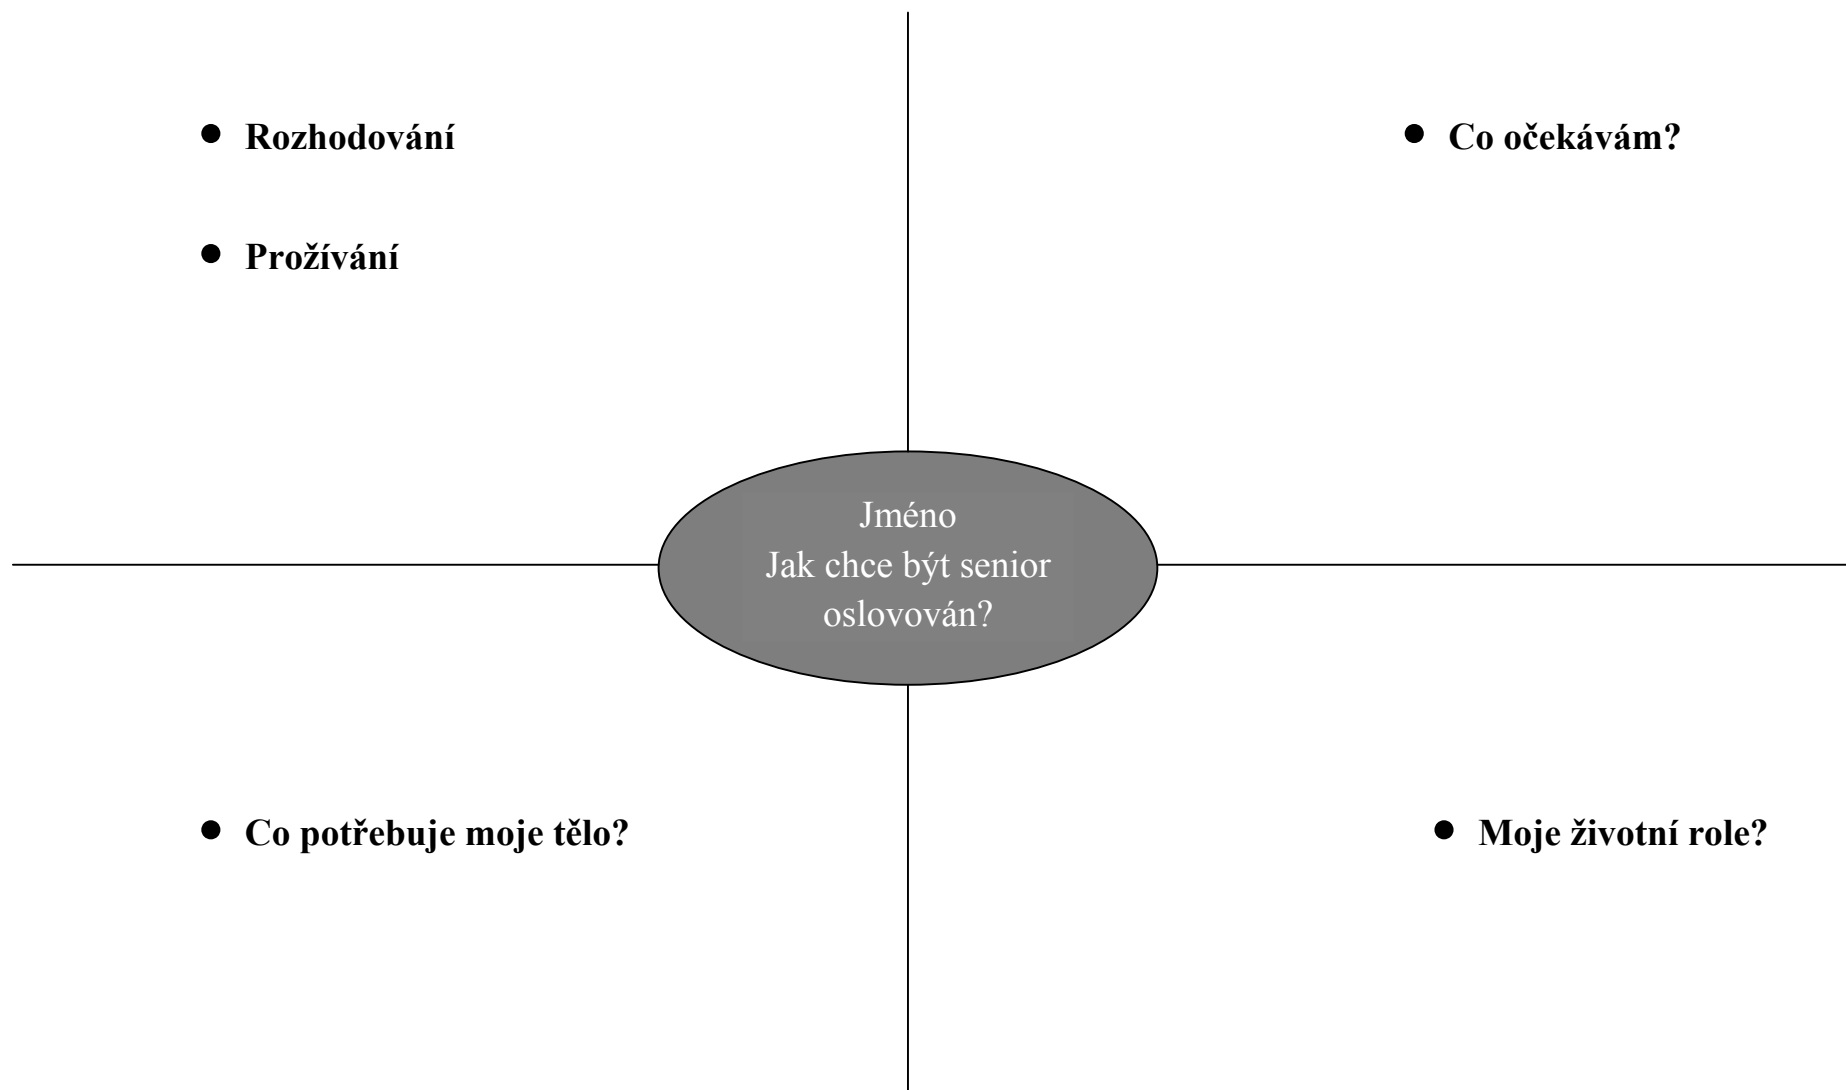 Rozhodování
Co očekávám?
Prožívání
Jméno
Jak chce být senior
oslovován?
Co potřebuje moje tělo?
Moje životní role?